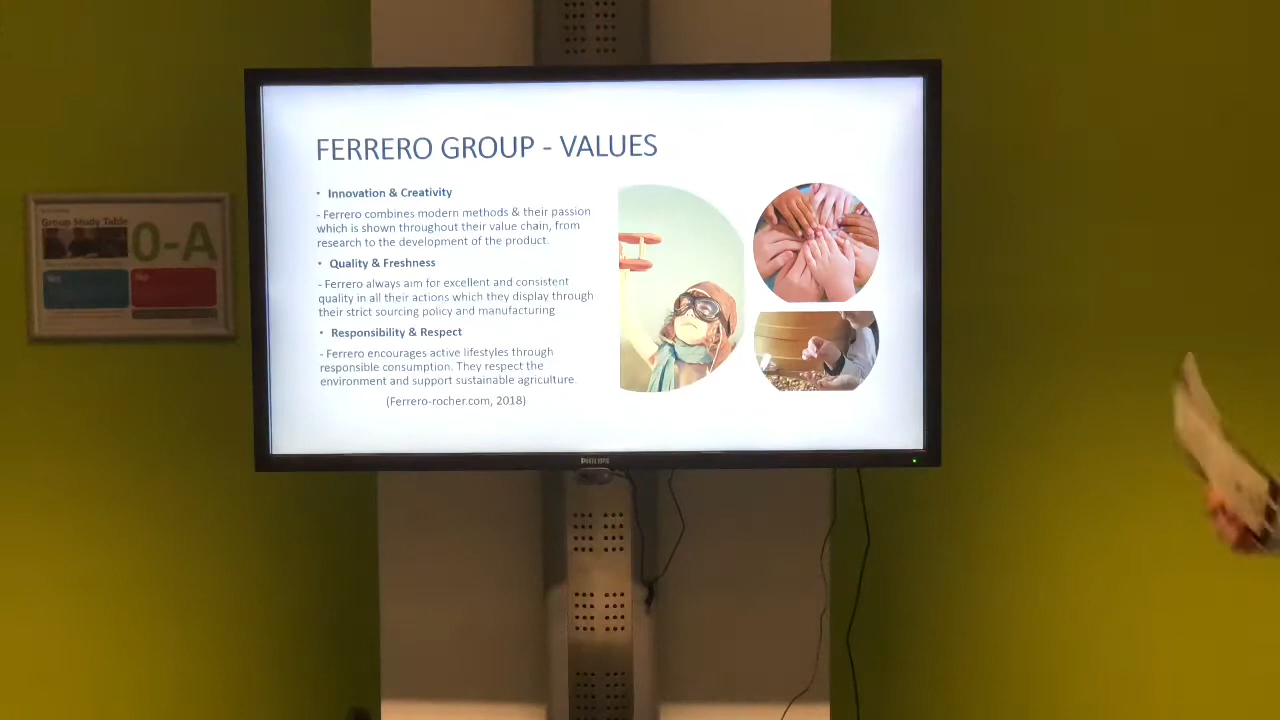 FERRERO GROUP - VALUES
• Innovation & Creativity
- Ferrero combines modern methods & their passion
which is shown throughout their value chain, from
research to the development of the product.
• Quality & Freshness
- Ferrero always aim for excellent and consistent
quality in all their actions which they display through
their strict sourcing policy and manufacturing
• Responsibility & Respect
- Ferrero encourages active lifestyles through
responsible consumption. They respect the
environment and support sustainable agriculture.
(Ferrero-rocher.com, 2018)
PHILIPS
Group Study Table
0-A
Yes
No